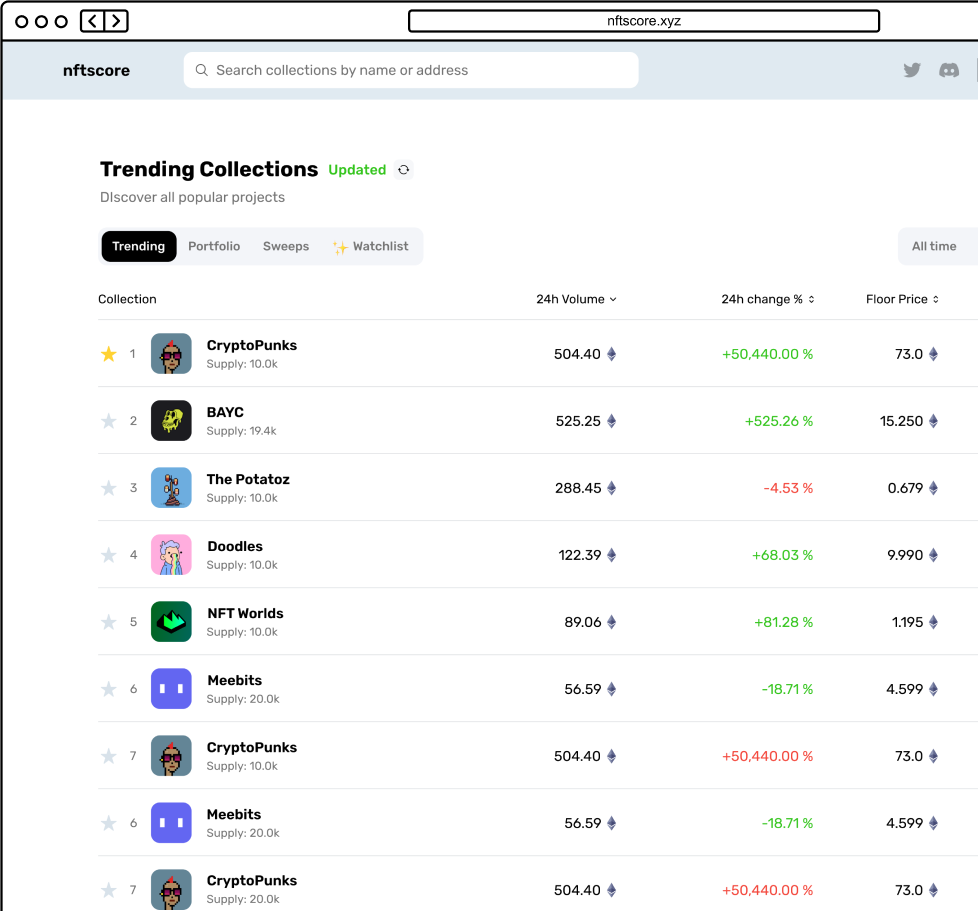 nftscore.xyz
nftscore
Search collections by name or address
Trending Collections Updated
DIscover all popular projects
Trending Portfolio Sweeps ✨ Watchlist All time
Collection 24h Volume 24h change % Floor Price
1 CryptoPunks 504.40 +50,440.00 % 73.0
Supply: 10.0k
2 BAYC 525.25 +525.26 % 15.250
Supply: 19.4k
3 The Potatoz 288.45 -4.53 % 0.679
Supply: 10.0k
4 Doodles 122.39 +68.03 % 9.990
Supply: 10.0k
5 NFT Worlds 89.06 +81.28 % 1.195
Supply: 10.0k
6 Meebits 56.59 -18.71 % 4.599
Supply: 20.0k
7 CryptoPunks 504.40 +50,440.00 % 73.0
Supply: 10.0k
6 Meebits 56.59 -18.71 % 4.599
Supply: 20.0k
7 CryptoPunks 504.40 +50,440.00 % 73.0
Supply: 20.0k